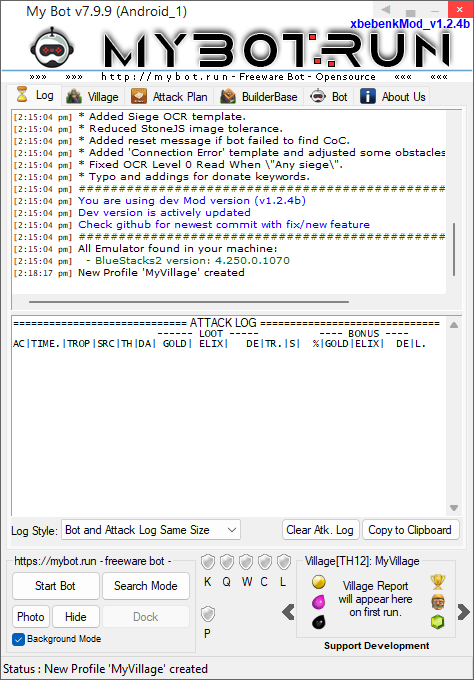 My Bot v7.9.9 (Android_1)
xbebenkMod_v1.2.4b
MYBOT.RUN
»»» »»» http://mybot.run - Freeware Bot - Opensource ««« «««
Log Village Attack Plan BuilderBase Bot About Us
[2:15:04 pm] * Added Siege OCR template.
[2:15:04 pm] * Reduced StoneJS image tolerance.
[2:15:04 pm] * Added reset message if bot failed to find CoC.
[2:15:04 pm] * Added 'Connection Error' template and adjusted some obstacles
[2:15:04 pm] * Fixed OCR Level 0 Read When \"Any siege\".
[2:15:04 pm] * Typo and addings for donate keywords.
[2:15:04 pm] ################################################
[2:15:04 pm] You are using dev Mod version (v1.2.4b)
[2:15:04 pm] Dev version is actively updated
[2:15:04 pm] Check github for newest commit with fix/new feature
[2:15:04 pm] ################################################
[2:15:04 pm] All Emulator found in your machine:
[2:15:04 pm] - BlueStacks2 version: 4.250.0.1070
[2:18:17 pm] New Profile 'MyVillage' created
============================== ATTACK LOG ===============================
------ LOOT ----- ---- BONUS ----
AC|TIME.|TROP|SRC|TH|DA| GOLD| ELIX| DE|TR.|S| %|GOLD|ELIX| DE|L.
Log Style: Bot and Attack Log Same Size Clear Atk. Log Copy to Clipboard
https://mybot.run - freeware bot -
Start Bot Search Mode
Photo Hide Dock
Background Mode
K Q W C L
P
Village[TH12]: MyVillage
Village Report
will appear here
on first run.
Support Development
Status : New Profile 'MyVillage' created